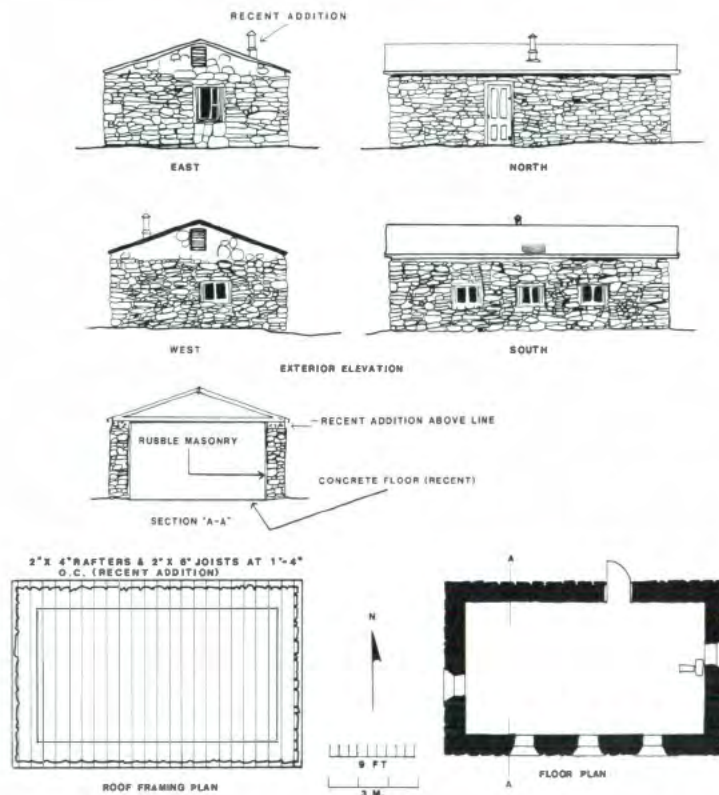 RECENT ADDITION
EAST
NORTH
WEST
SOUTH
EXTERIOR ELEVATION
RECENT ADDITION ABOVE LINE
RUBBLE MASONRY
CONCRETE FLOOR (RECENT)
SECTION "A-A"
2"X 4"RAFTERS & 2"X 6"JOISTS AT 1'-4"
O.C. (RECENT ADDITION)
A
N
9 FT
3 M
A
ROOF FRAMING PLAN
FLOOR PLAN